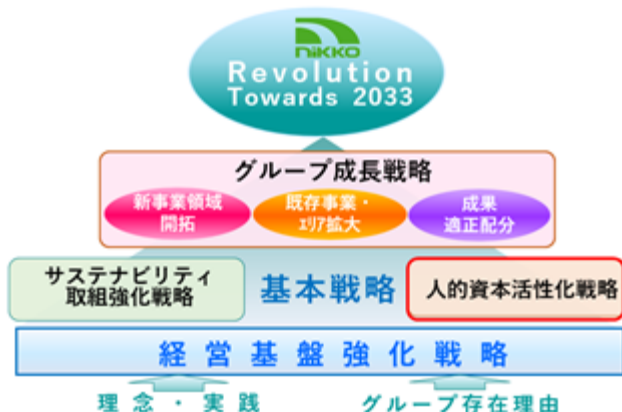 nikko
Revolution
Towards 2033
グループ成長戦略
新事業領域
開拓
既存事業・
ｴﾘｱ拡大
成果
適正配分
サステナビリティ
取組強化戦略
基本戦略
人的資本活性化戦略
経営基盤強化戦略
理念・実践
グループ存在理由